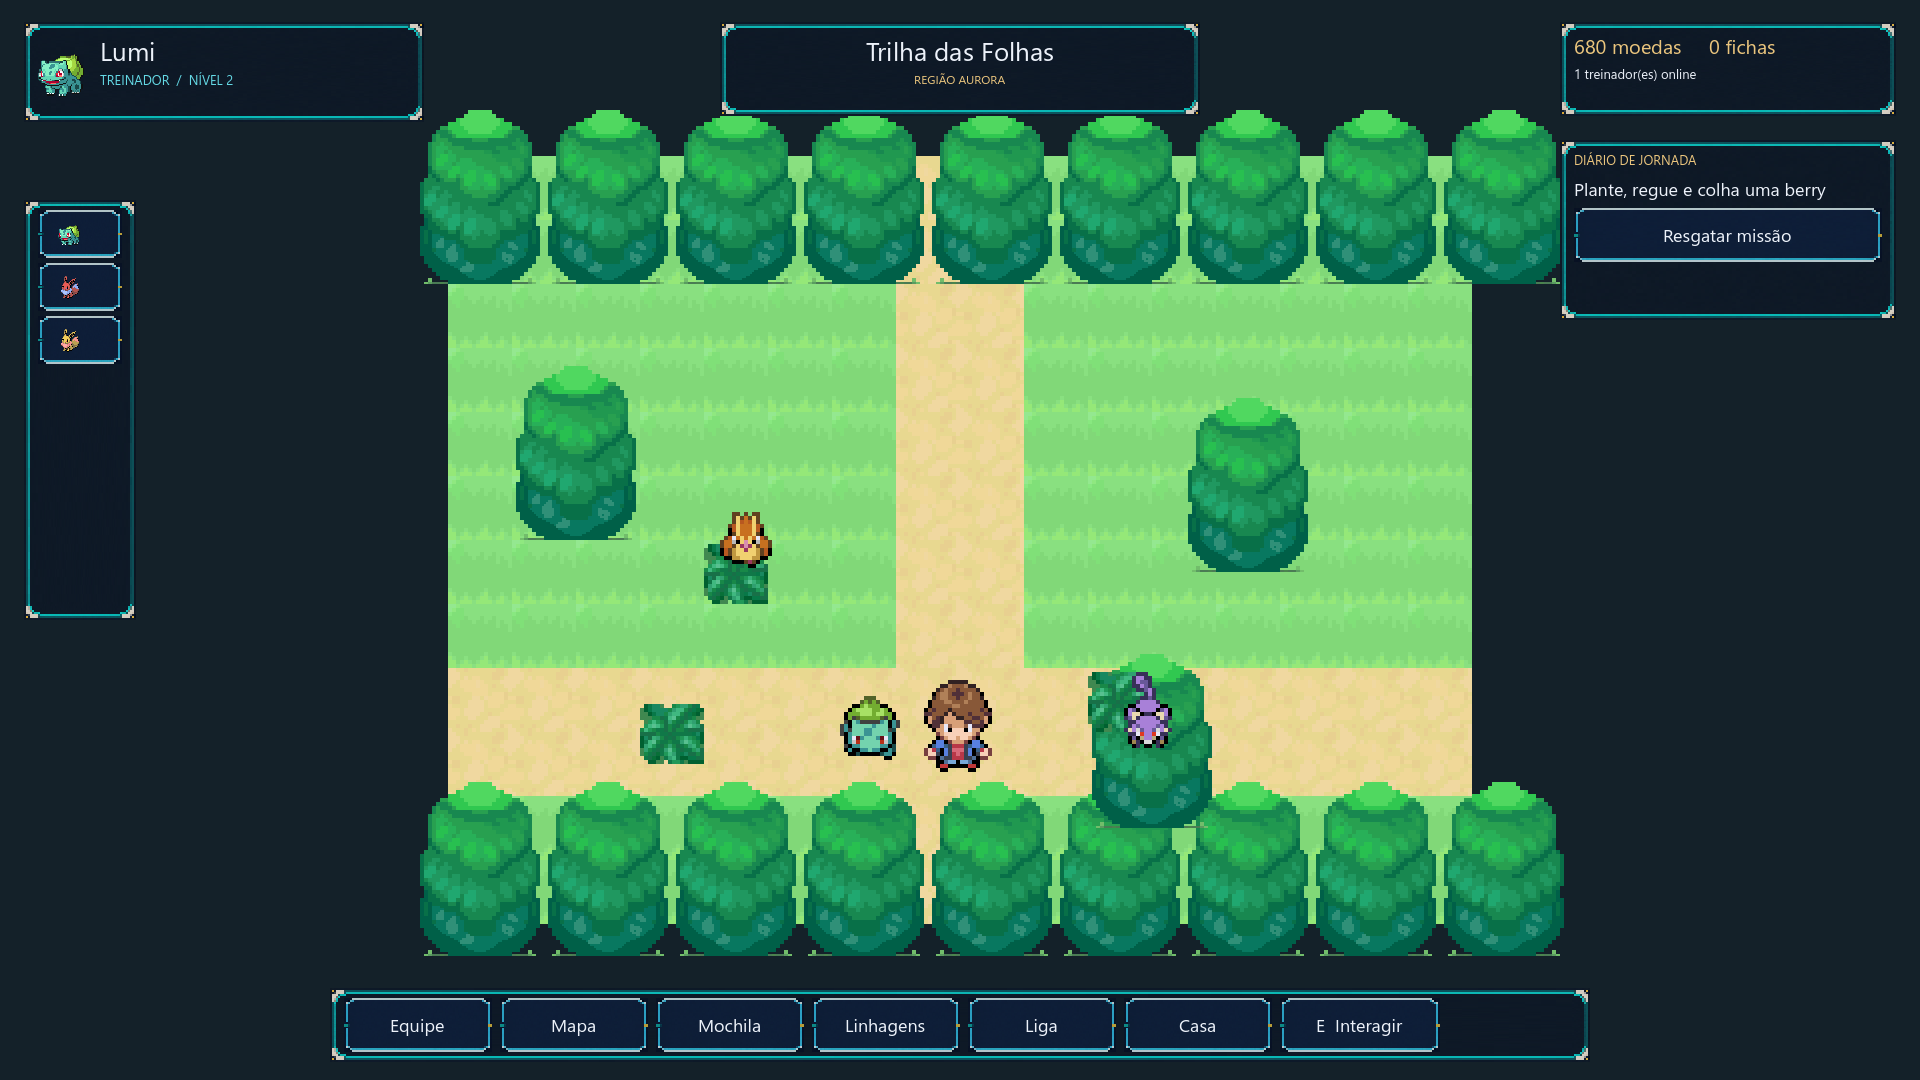 Lumi
TREINADOR / NÍVEL 2
Trilha das Folhas
REGIÃO AURORA
680 moedas 0 fichas
1 treinador(es) online
DIÁRIO DE JORNADA
Plante, regue e colha uma berry
Resgatar missão
Equipe
Mapa
Mochila
Linhagens
Liga
Casa
E Interagir